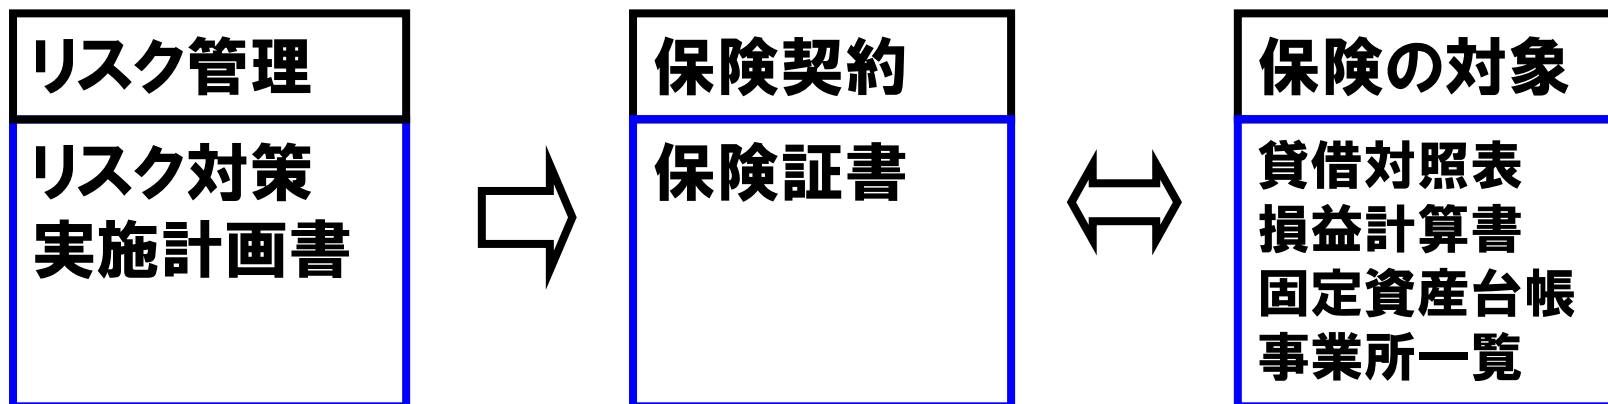 リスク管理
リスク対策
実施計画書
保険契約
保険証書
保険の対象
貸借対照表
損益計算書
固定資産台帳
事業所一覧